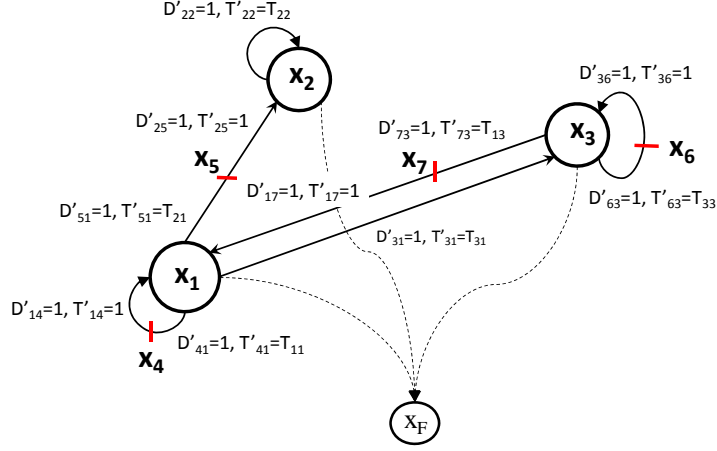 D’22=1, T’22=T22
x2
D’36=1, T’36=1
D’25=1, T’25=1
D’73=1, T’73=T13
x3
x5
x7
x6
D’17=1, T’17=1
D’63=1, T’63=T33
D’51=1, T’51=T21
D’31=1, T’31=T31
x1
D’14=1, T’14=1
D’41=1, T’41=T11
x4
xF